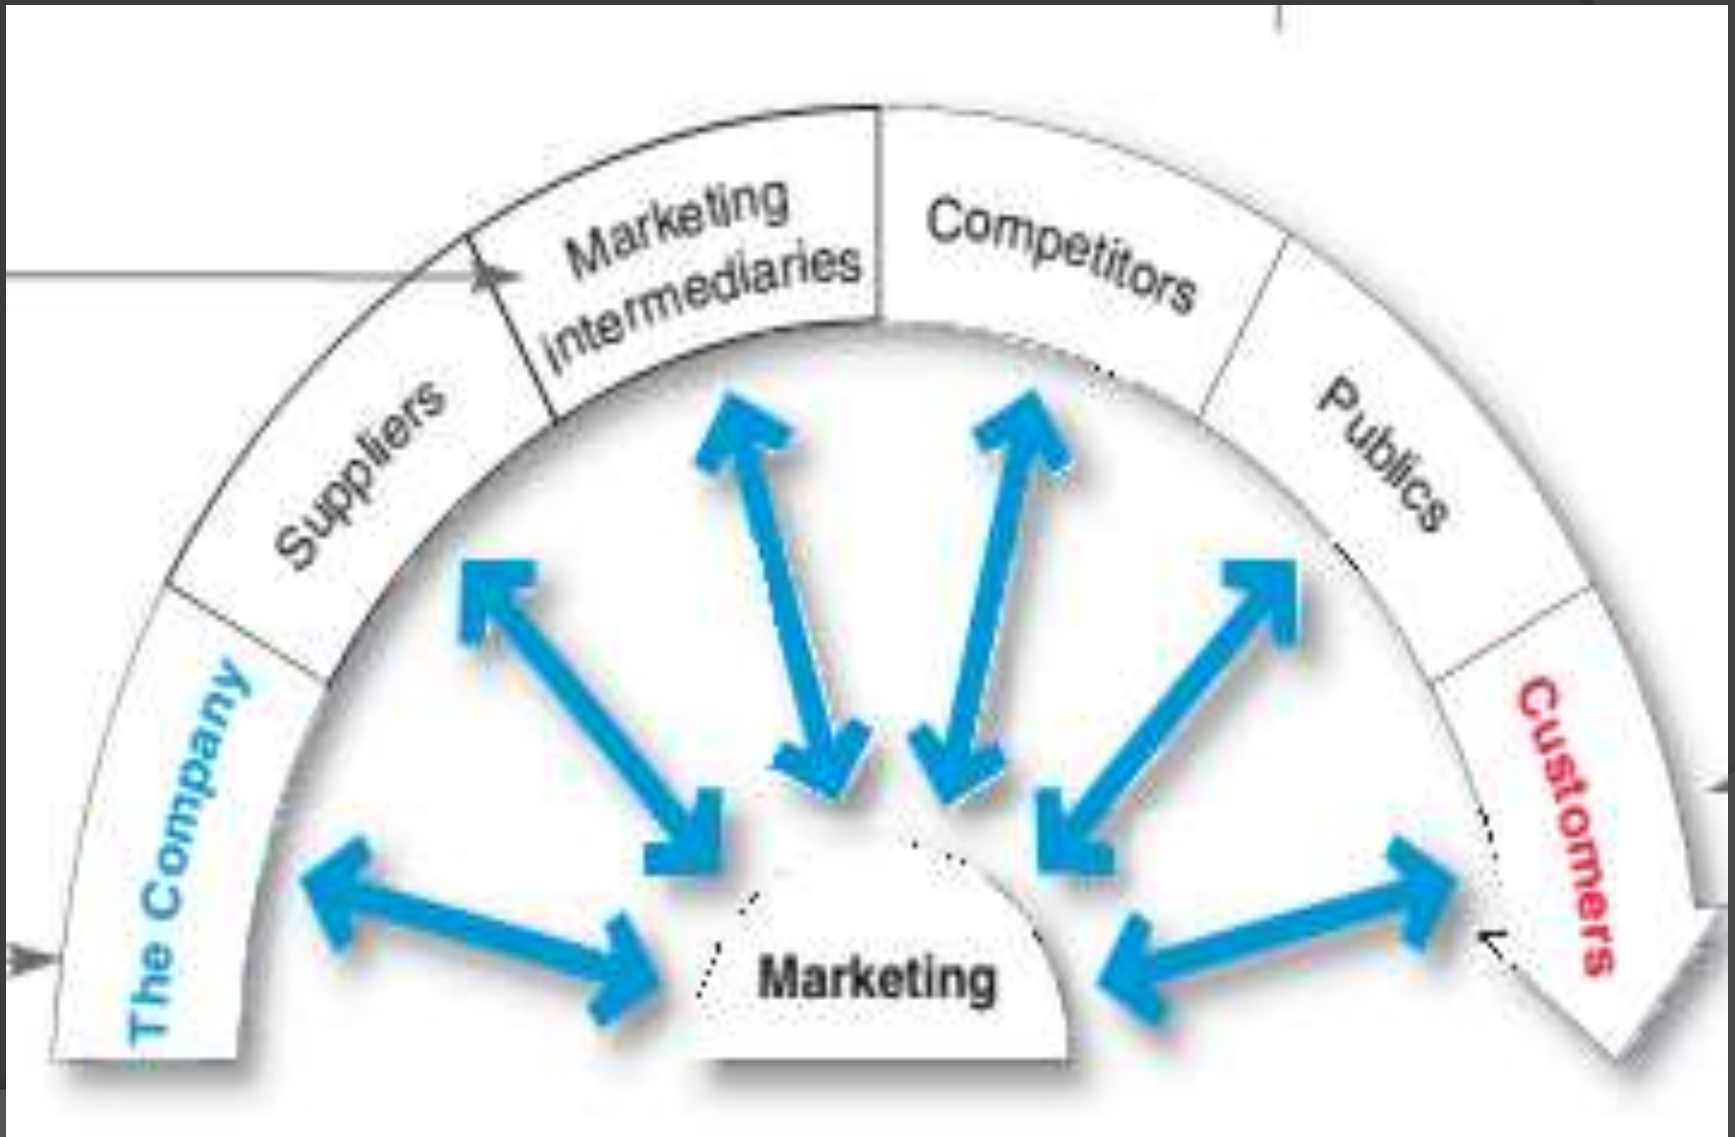 The Company
Suppliers
Marketing
intermediaries
Competitors
Publics
Customers
Marketing